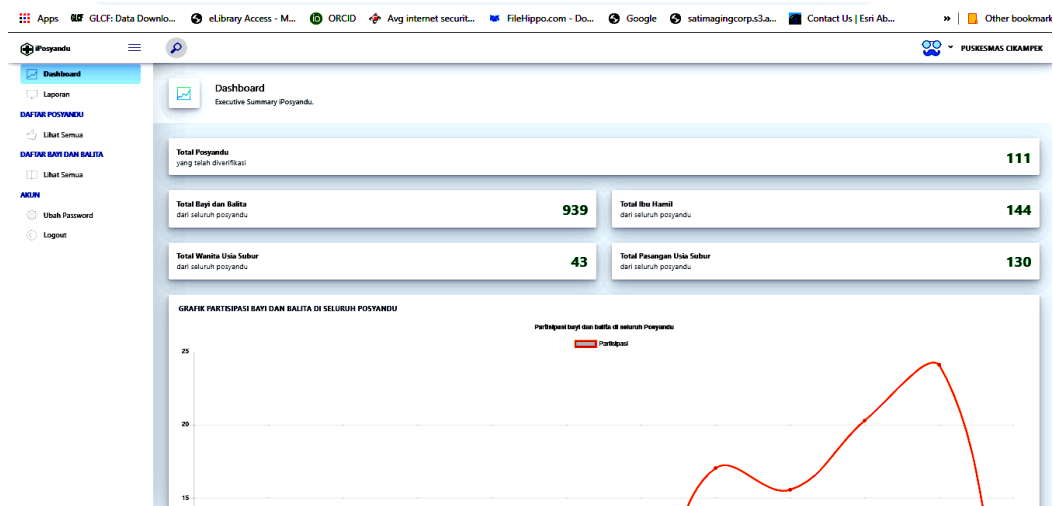 Apps GLCF: Data Downlo... eLibrary Access - M... ORCID Avg internet securit... FileHippo.com - Do... Google satimagingcorp.s3.a... Contact Us | Esri Ab... » Other bookmark
iPosyandu
PUSKESMAS CIKAMPEK
Dashboard
Laporan
DAFTAR POSYANDU
Lihat Semua
DAFTAR BAYI DAN BALITA
Lihat Semua
AKUN
Ubah Password
Logout
Dashboard
Executive Summary iPosyandu.
Total Posyandu
yang telah diverifikasi
111
Total Bayi dan Balita
dari seluruh posyandu
939
Total Ibu Hamil
dari seluruh posyandu
144
Total Wanita Usia Subur
dari seluruh posyandu
43
Total Pasangan Usia Subur
dari seluruh posyandu
130
GRAFIK PARTISIPASI BAYI DAN BALITA DI SELURUH POSYANDU
Partisipasi bayi dan balita di seluruh Posyandu
Partisipasi
25
20
15